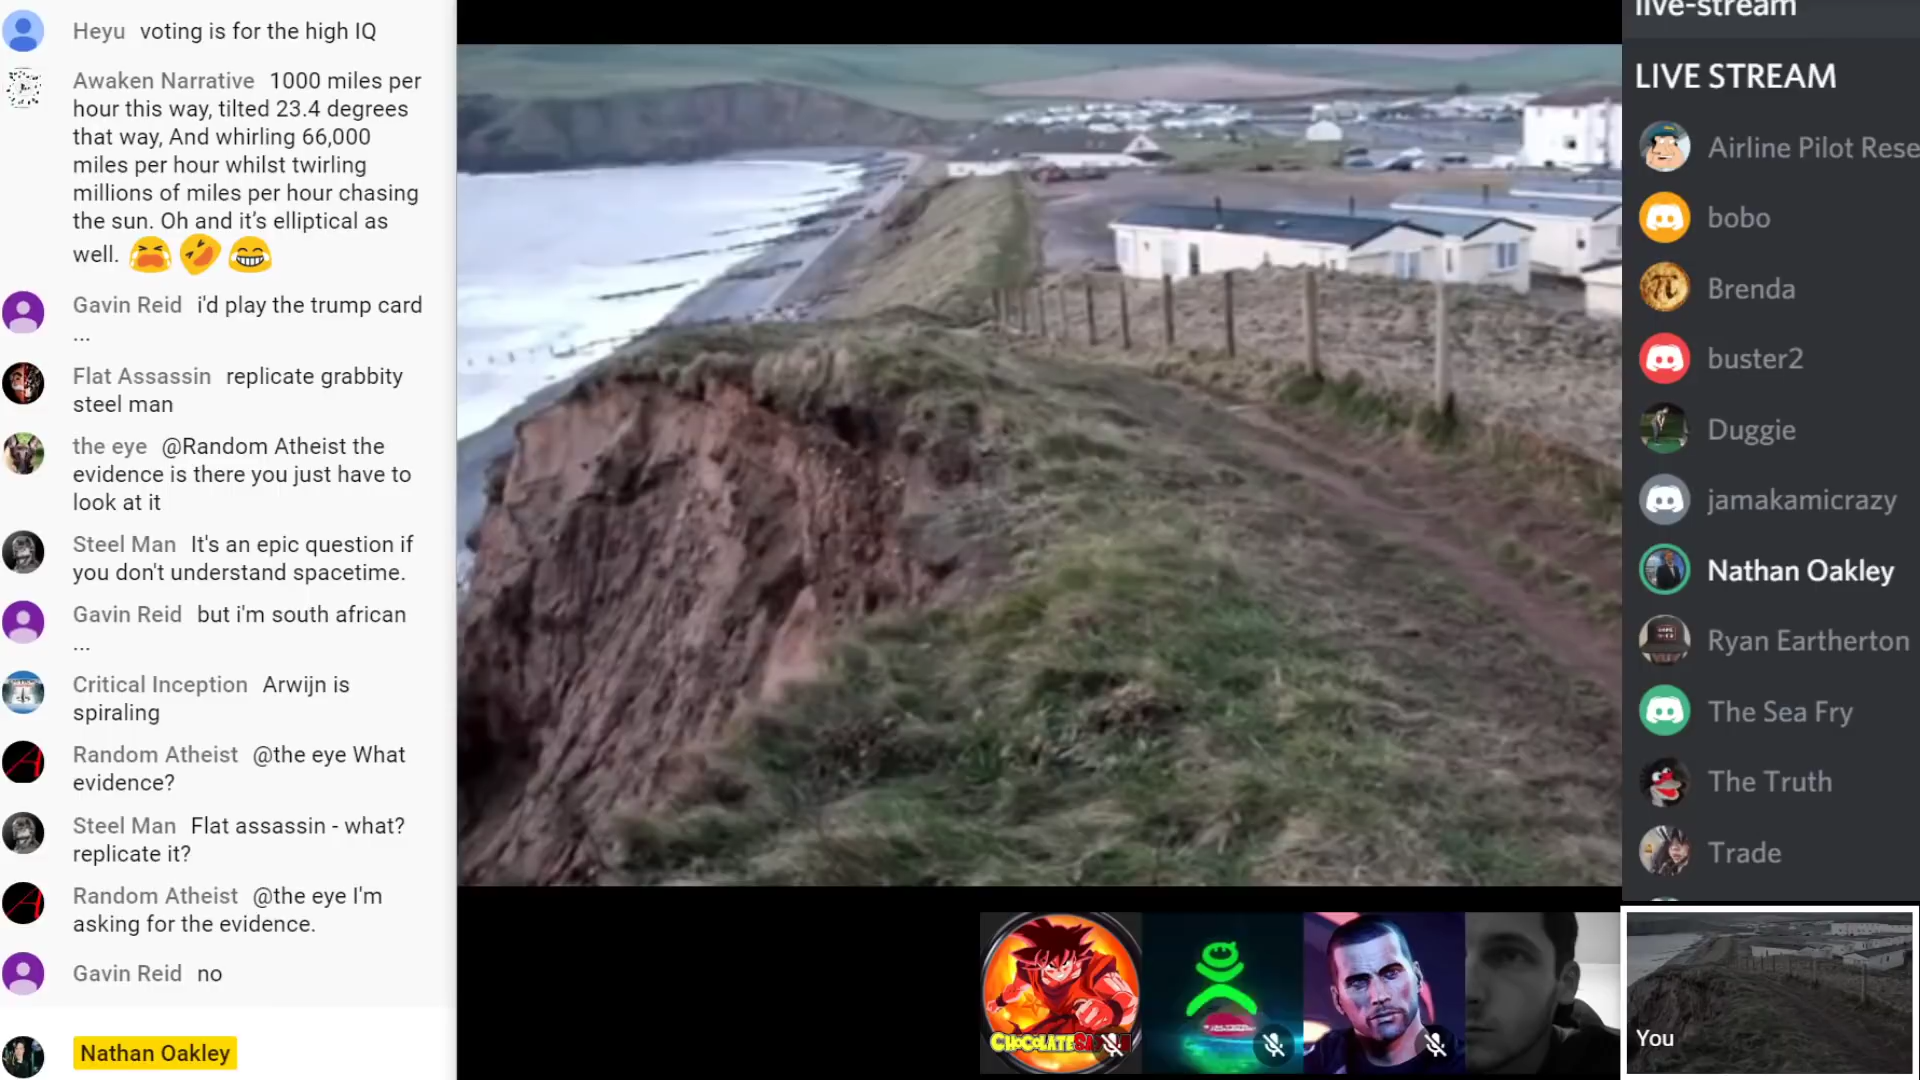 Heyu voting is for the high IQ
Awaken Narrative 1000 miles per
hour this way, tilted 23.4 degrees
that way, And whirling 66,000
miles per hour whilst twirling
millions of miles per hour chasing
the sun. Oh and it’s elliptical as
well.
Gavin Reid i'd play the trump card
...
Flat Assassin replicate grabbity
steel man
the eye @Random Atheist the
evidence is there you just have to
look at it
Steel Man It's an epic question if
you don't understand spacetime.
Gavin Reid but i'm south african
...
Critical Inception Arwijn is
spiraling
Random Atheist @the eye What
evidence?
Steel Man Flat assassin - what?
replicate it?
Random Atheist @the eye I'm
asking for the evidence.
Gavin Reid no
Nathan Oakley
live-stream
LIVE STREAM
Airline Pilot Rese
bobo
Brenda
buster2
Duggie
jamakamicrazy
Nathan Oakley
Ryan Eartherton
The Sea Fry
The Truth
Trade
You